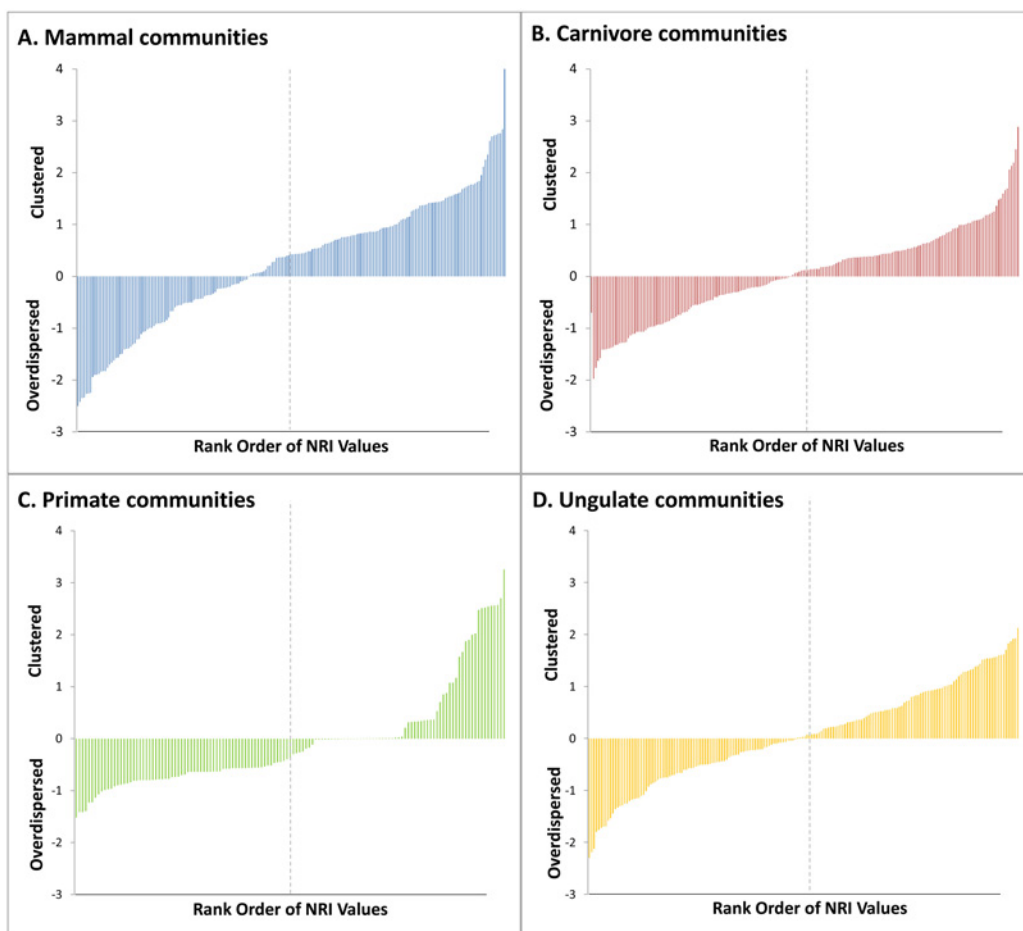 A. Mammal communities
4
3
2
1
0
-1
-2
-3
Clustered
Overdispersed
Rank Order of NRI Values
B. Carnivore communities
4
3
2
1
0
-1
-2
-3
Clustered
Overdispersed
Rank Order of NRI Values
C. Primate communities
4
3
2
1
0
-1
-2
-3
Clustered
Overdispersed
Rank Order of NRI Values
D. Ungulate communities
4
3
2
1
0
-1
-2
-3
Clustered
Overdispersed
Rank Order of NRI Values